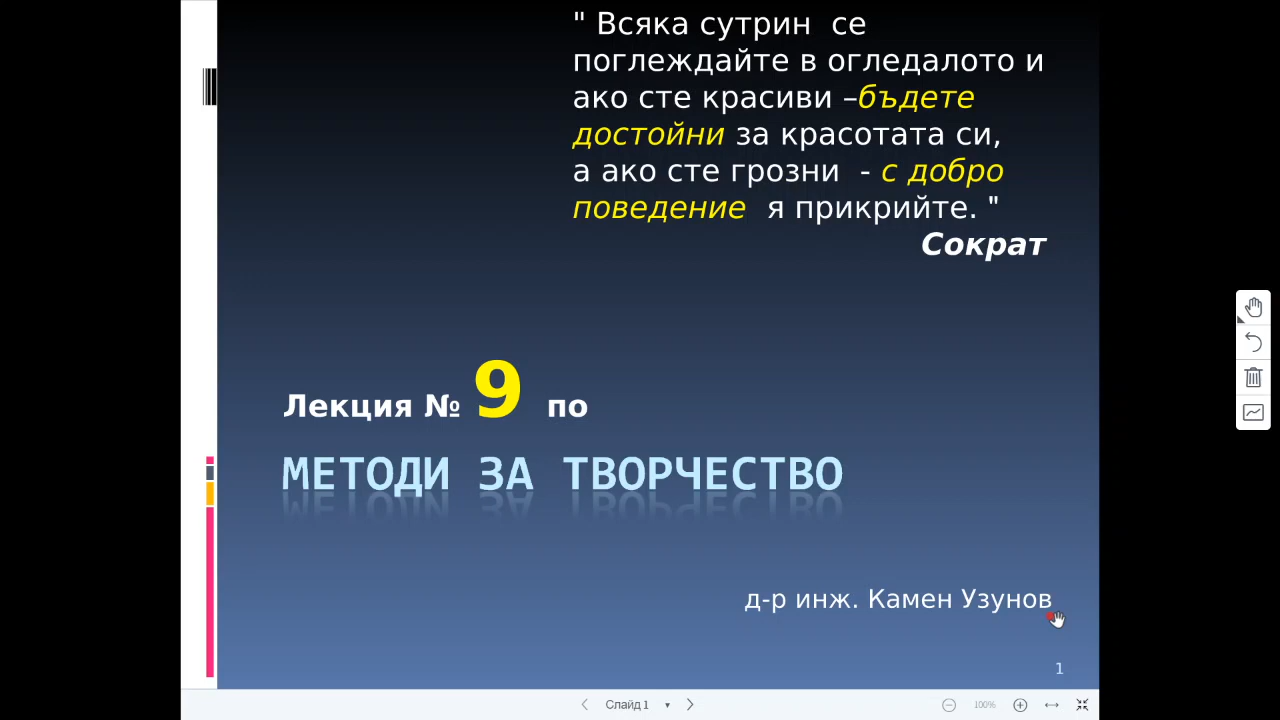 " Всяка сутрин се
поглеждайте в огледалото и
ако сте красиви –бъдете
достойни за красотата си,
а ако сте грозни - с добро
поведение я прикрийте. "
Сократ
Лекция № 9 по
МЕТОДИ ЗА ТВОРЧЕСТВО
д-р инж. Камен Узунов
1
Слайд 1
100%